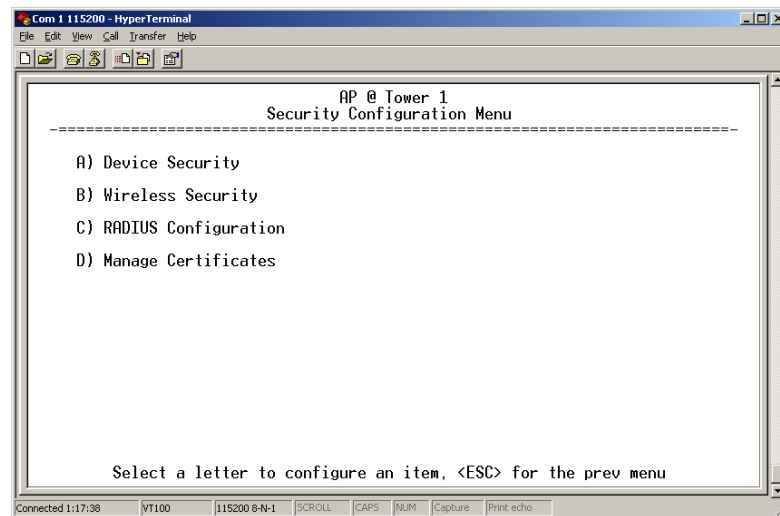 Com 1 115200 - HyperTerminal
File Edit View Call Transfer Help
AP @ Tower 1
Security Configuration Menu
-==========================================================================-
A) Device Security
B) Wireless Security
C) RADIUS Configuration
D) Manage Certificates
Select a letter to configure an item, <ESC> for the prev menu
Connected 1:17:38 VT100 115200 8-N-1 SCROLL CAPS NUM Capture Print echo